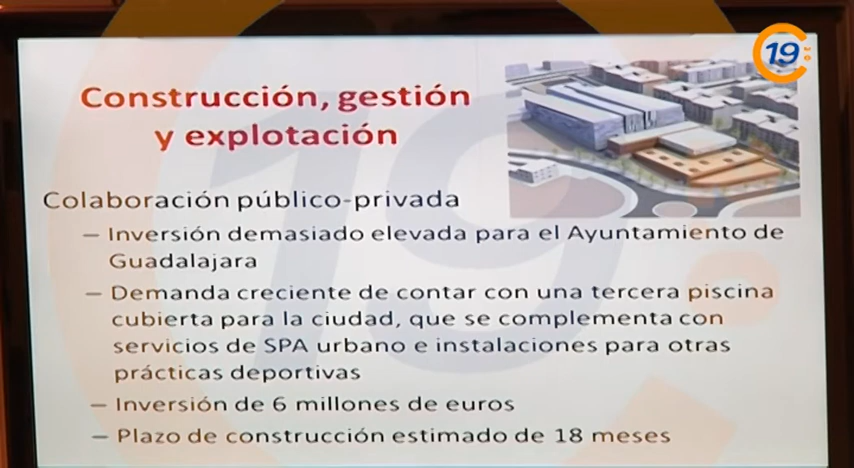 19
Construcción, gestión
y explotación
Colaboración público-privada
– Inversión demasiado elevada para el Ayuntamiento de
Guadalajara
– Demanda creciente de contar con una tercera piscina
cubierta para la ciudad, que se complementa con
servicios de SPA urbano e instalaciones para otras
prácticas deportivas
– Inversión de 6 millones de euros
– Plazo de construcción estimado de 18 meses